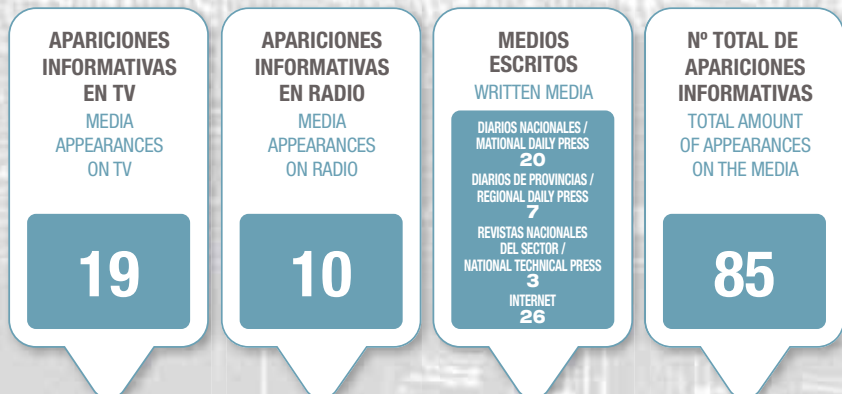 APARICIONES
INFORMATIVAS
EN TV
MEDIA
APPEARANCES
ON TV
19
APARICIONES
INFORMATIVAS
EN RADIO
MEDIA
APPEARANCES
ON RADIO
10
MEDIOS
ESCRITOS
WRITTEN MEDIA
DIARIOS NACIONALES /
MATIONAL DAILY PRESS
20
DIARIOS DE PROVINCIAS /
REGIONAL DAILY PRESS
7
REVISTAS NACIONALES
DEL SECTOR /
NATIONAL TECHNICAL PRESS
3
INTERNET
26
Nº TOTAL DE
APARICIONES
INFORMATIVAS
TOTAL AMOUNT
OF APPEARANCES
ON THE MEDIA
85